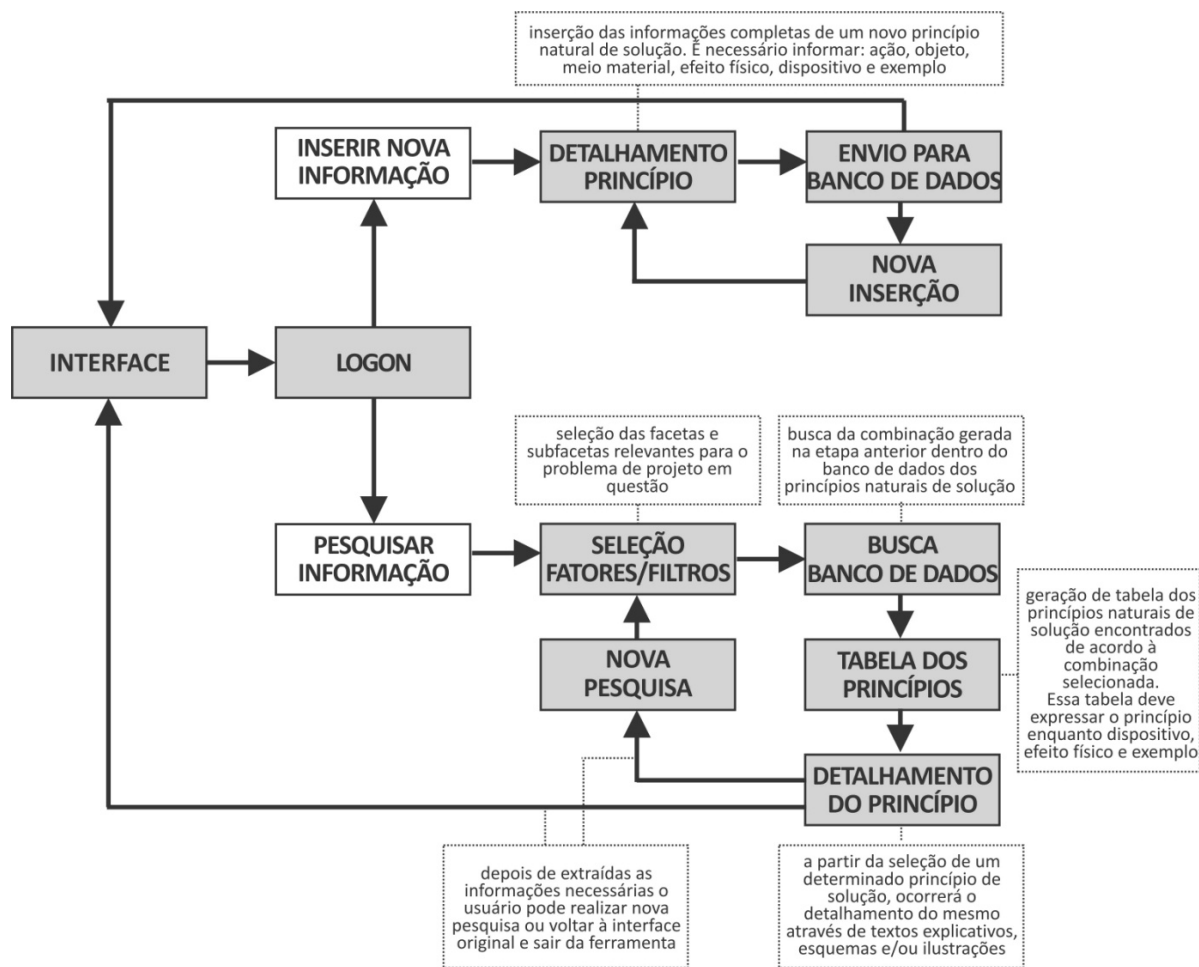 inserção das informações completas de um novo princípio
natural de solução. É necessário informar: ação, objeto,
meio material, efeito físico, dispositivo e exemplo
INSERIR NOVA
INFORMAÇÃO
DETALHAMENTO
PRINCÍPIO
ENVIO PARA
BANCO DE DADOS
NOVA
INSERÇÃO
INTERFACE
LOGON
seleção das facetas e
subfacetas relevantes para o
problema de projeto em
questão
busca da combinação gerada
na etapa anterior dentro do
banco de dados dos
princípios naturais de solução
PESQUISAR
INFORMAÇÃO
SELEÇÃO
FATORES/FILTROS
BUSCA
BANCO DE DADOS
geração de tabela dos
princípios naturais de
solução encontrados
de acordo à
combinação
selecionada.
Essa tabela deve
expressar o princípio
enquanto dispositivo,
efeito físico e exemplo
NOVA
PESQUISA
TABELA DOS
PRINCÍPIOS
DETALHAMENTO
DO PRINCÍPIO
depois de extraídas as
informações necessárias o
usuário pode realizar nova
pesquisa ou voltar à interface
original e sair da ferramenta
a partir da seleção de um
determinado princípio de
solução, ocorrerá o
detalhamento do mesmo
através de textos explicativos,
esquemas e/ou ilustrações